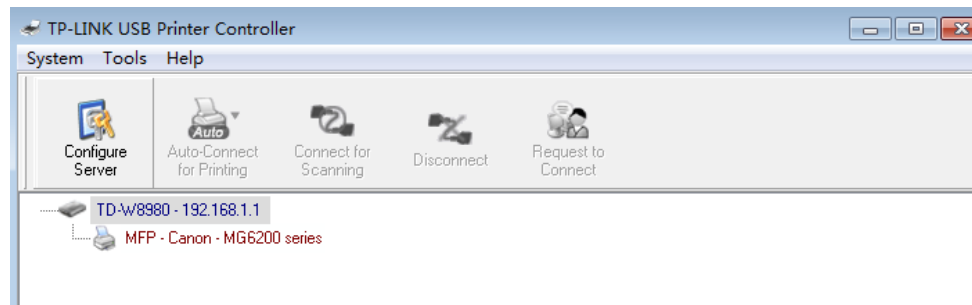 TP-LINK USB Printer Controller
System Tools Help
Configure Server
Auto
Auto-Connect for Printing
Connect for Scanning
Disconnect
Request to Connect
TD-W8980 - 192.168.1.1
MFP - Canon - MG6200 series